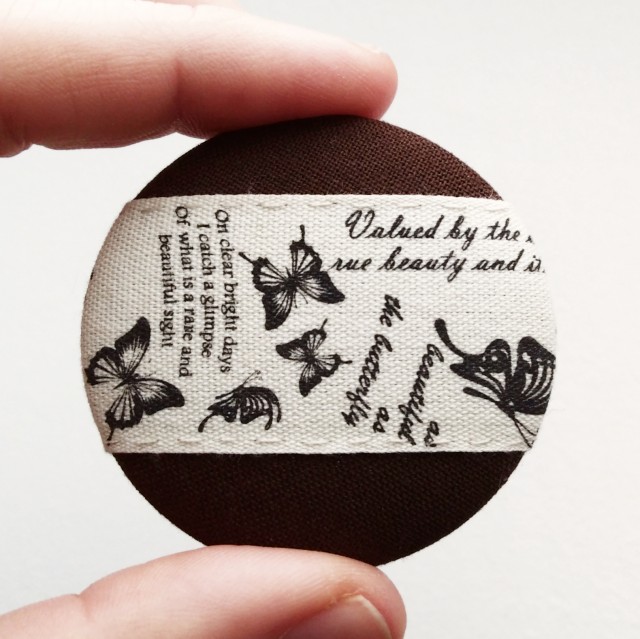 Valued by the
rue beauty and
On clear bright days
I catch a glimpse
Of what is a rare and
beautiful sight
as
beautiful
as
the butterfly